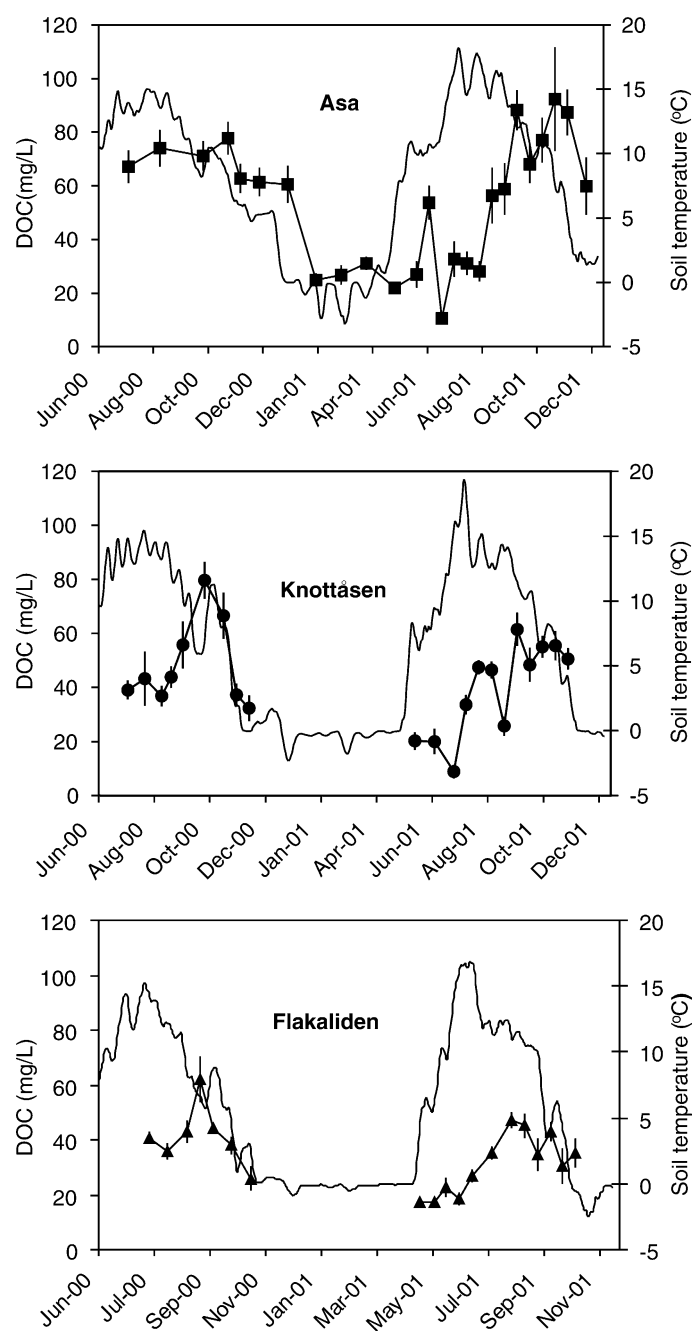 120
100
80
60
40
20
0
DOC(mg/L)
Asa
20
15
10
5
0
-5
Soil temperature (ºC)
Jun-00
Aug-00
Oct-00
Dec-00
Jan-01
Apr-01
Jun-01
Aug-01
Oct-01
Dec-01
120
100
80
60
40
20
0
DOC (mg/L)
Knottåsen
20
15
10
5
0
-5
Soil temperature (ºC)
Jun-00
Aug-00
Oct-00
Dec-00
Jan-01
Apr-01
Jun-01
Aug-01
Oct-01
Dec-01
120
100
80
60
40
20
0
DOC (mg/L)
Flakaliden
20
15
10
5
0
-5
Soil temperature (ºC)
Jun-00
Jul-00
Sep-00
Nov-00
Jan-01
Mar-01
May-01
Jul-01
Sep-01
Nov-01